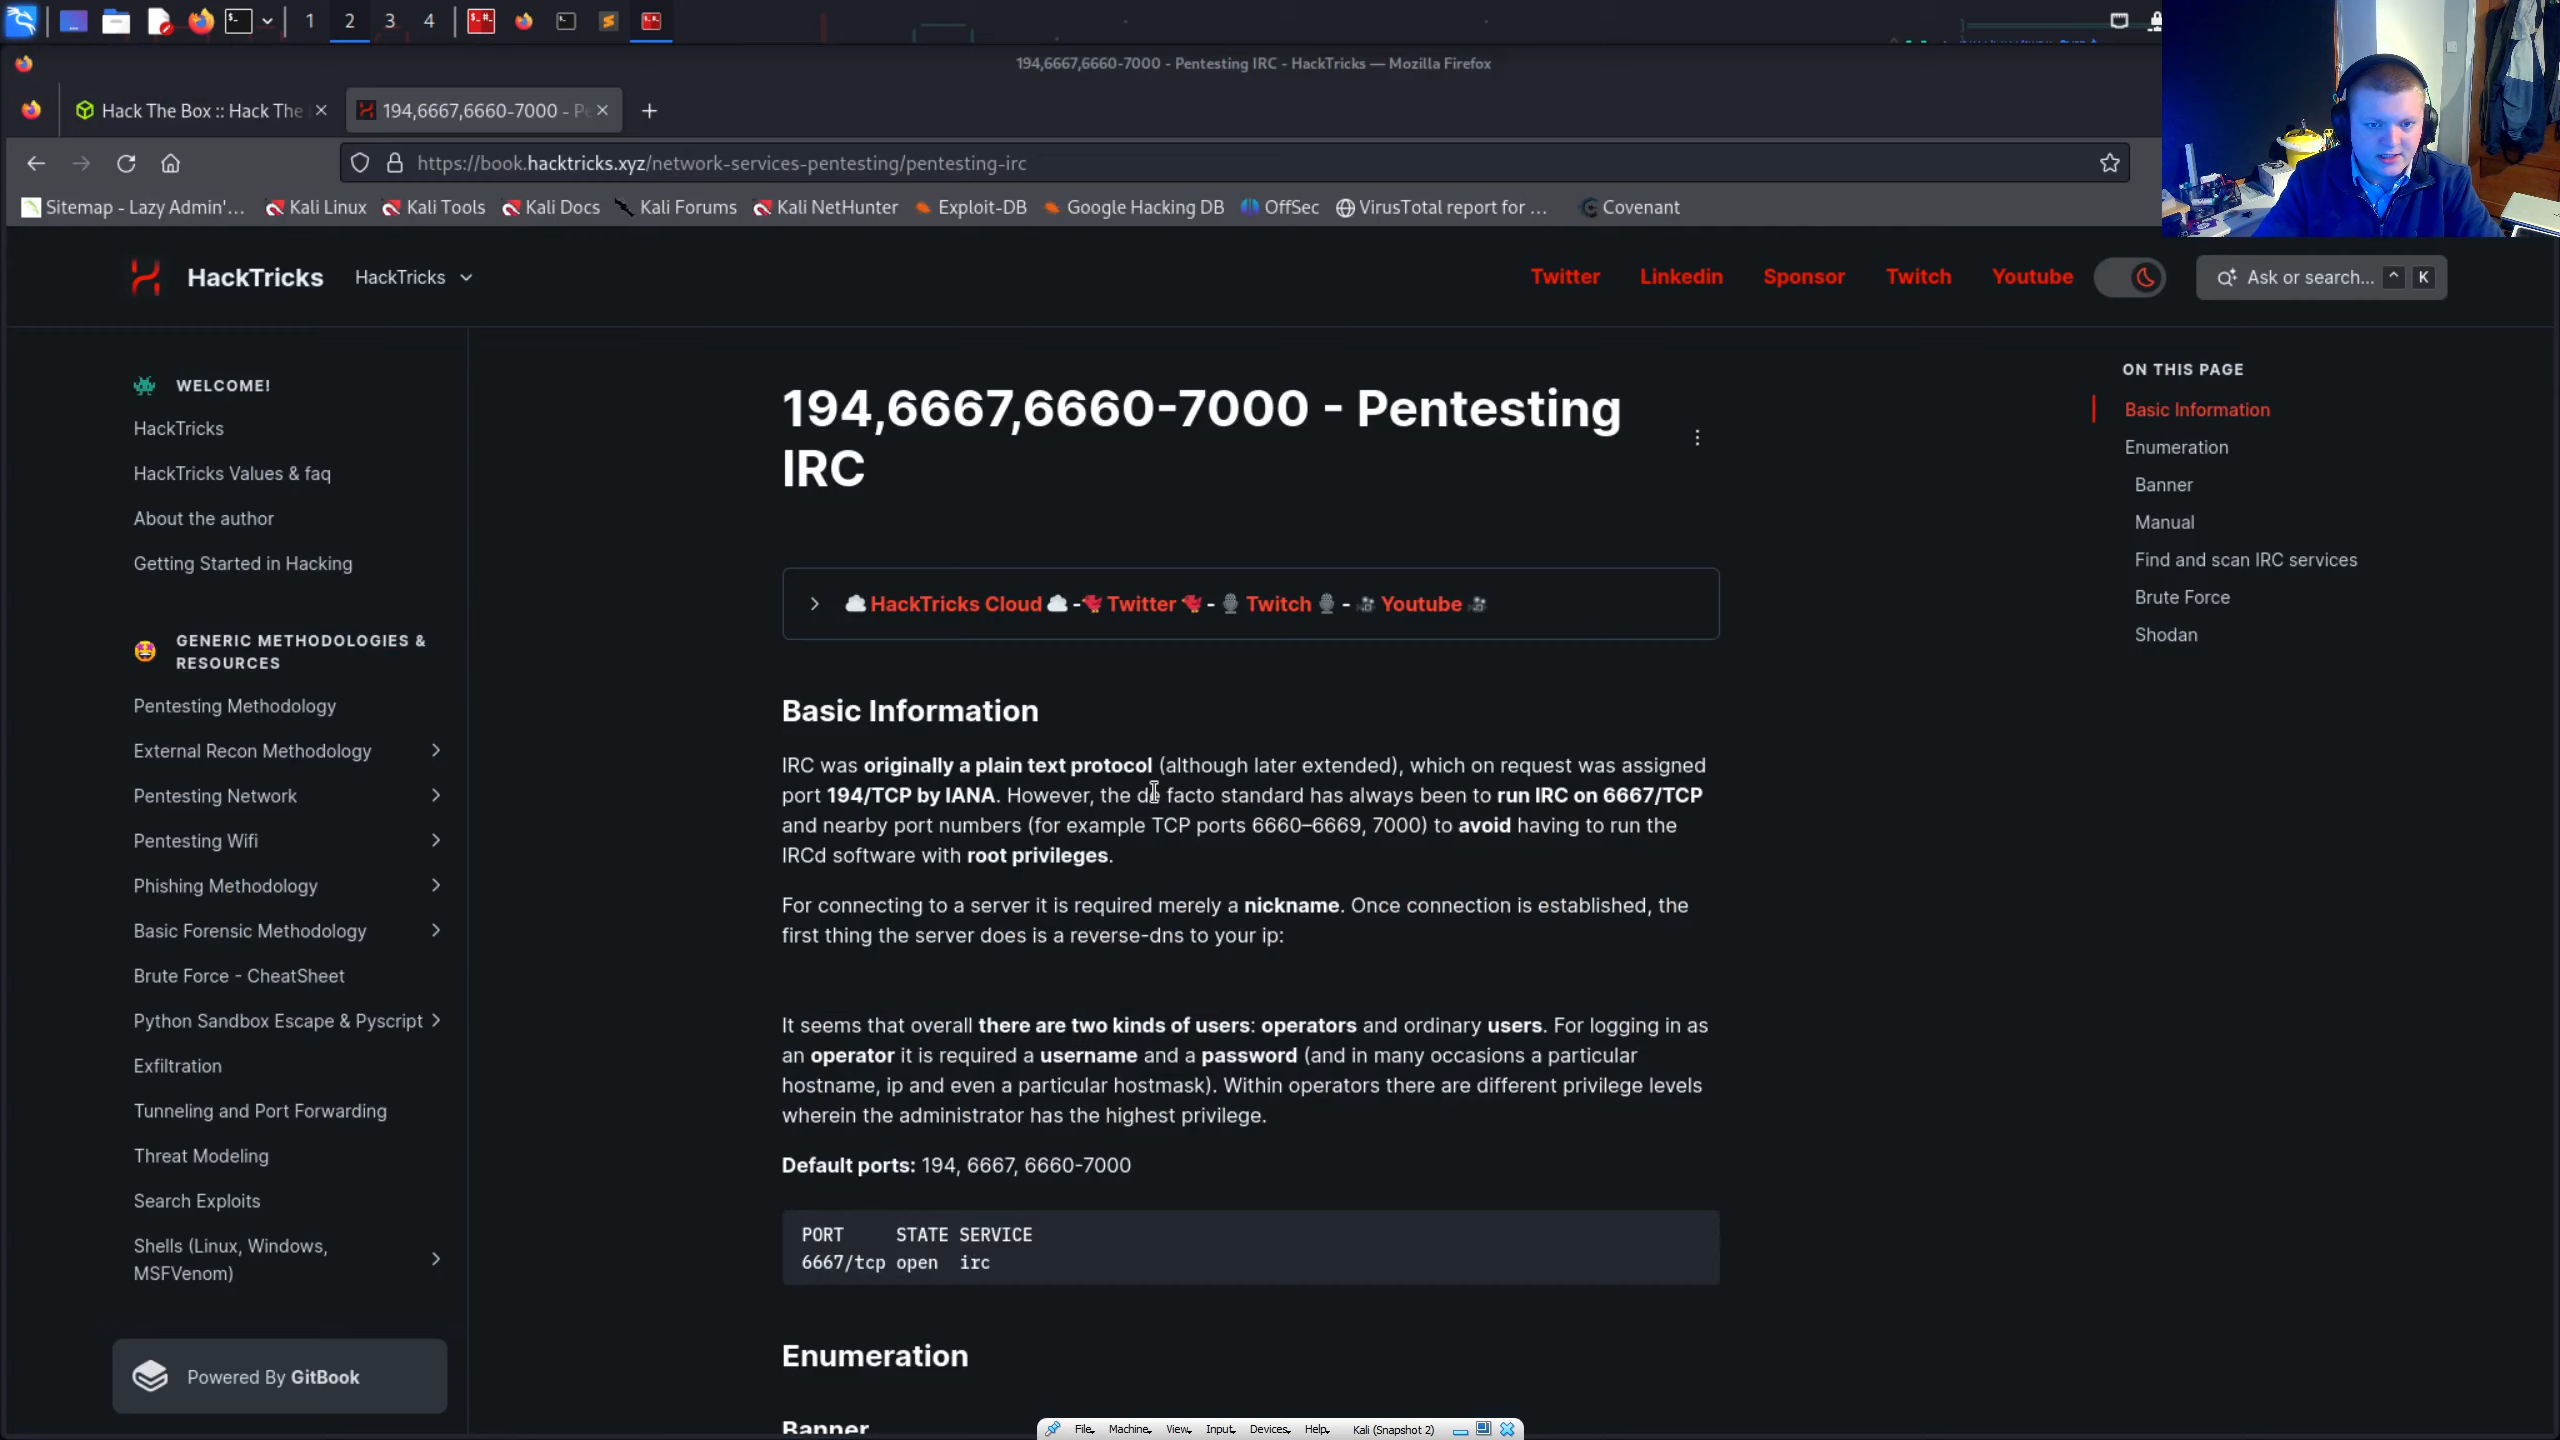 1 2 3 4
194,6667,6660-7000 - Pentesting IRC - HackTricks — Mozilla Firefox
Hack The Box :: Hack The
194,6667,6660-7000 - Pe
https://book.hacktricks.xyz/network-services-pentesting/pentesting-irc
Sitemap - Lazy Admin'... Kali Linux Kali Tools Kali Docs Kali Forums Kali NetHunter Exploit-DB Google Hacking DB OffSec VirusTotal report for ... Covenant
HackTricks HackTricks Twitter Linkedin Sponsor Twitch Youtube Ask or search... ^ K
WELCOME!
HackTricks
HackTricks Values & faq
About the author
Getting Started in Hacking
GENERIC METHODOLOGIES &
RESOURCES
Pentesting Methodology
External Recon Methodology
Pentesting Network
Pentesting Wifi
Phishing Methodology
Basic Forensic Methodology
Brute Force - CheatSheet
Python Sandbox Escape & Pyscript
Exfiltration
Tunneling and Port Forwarding
Threat Modeling
Search Exploits
Shells (Linux, Windows,
MSFVenom)
Powered By GitBook
194,6667,6660-7000 - Pentesting
IRC
HackTricks Cloud - Twitter - Twitch - Youtube
Basic Information
IRC was originally a plain text protocol (although later extended), which on request was assigned
port 194/TCP by IANA. However, the de facto standard has always been to run IRC on 6667/TCP
and nearby port numbers (for example TCP ports 6660–6669, 7000) to avoid having to run the
IRCd software with root privileges.
For connecting to a server it is required merely a nickname. Once connection is established, the
first thing the server does is a reverse-dns to your ip:
It seems that overall there are two kinds of users: operators and ordinary users. For logging in as
an operator it is required a username and a password (and in many occasions a particular
hostname, ip and even a particular hostmask). Within operators there are different privilege levels
wherein the administrator has the highest privilege.
Default ports: 194, 6667, 6660-7000
PORT STATE SERVICE
6667/tcp open irc
Enumeration
Banner
ON THIS PAGE
Basic Information
Enumeration
Banner
Manual
Find and scan IRC services
Brute Force
Shodan
File Machine View Input Devices Help Kali (Snapshot 2)